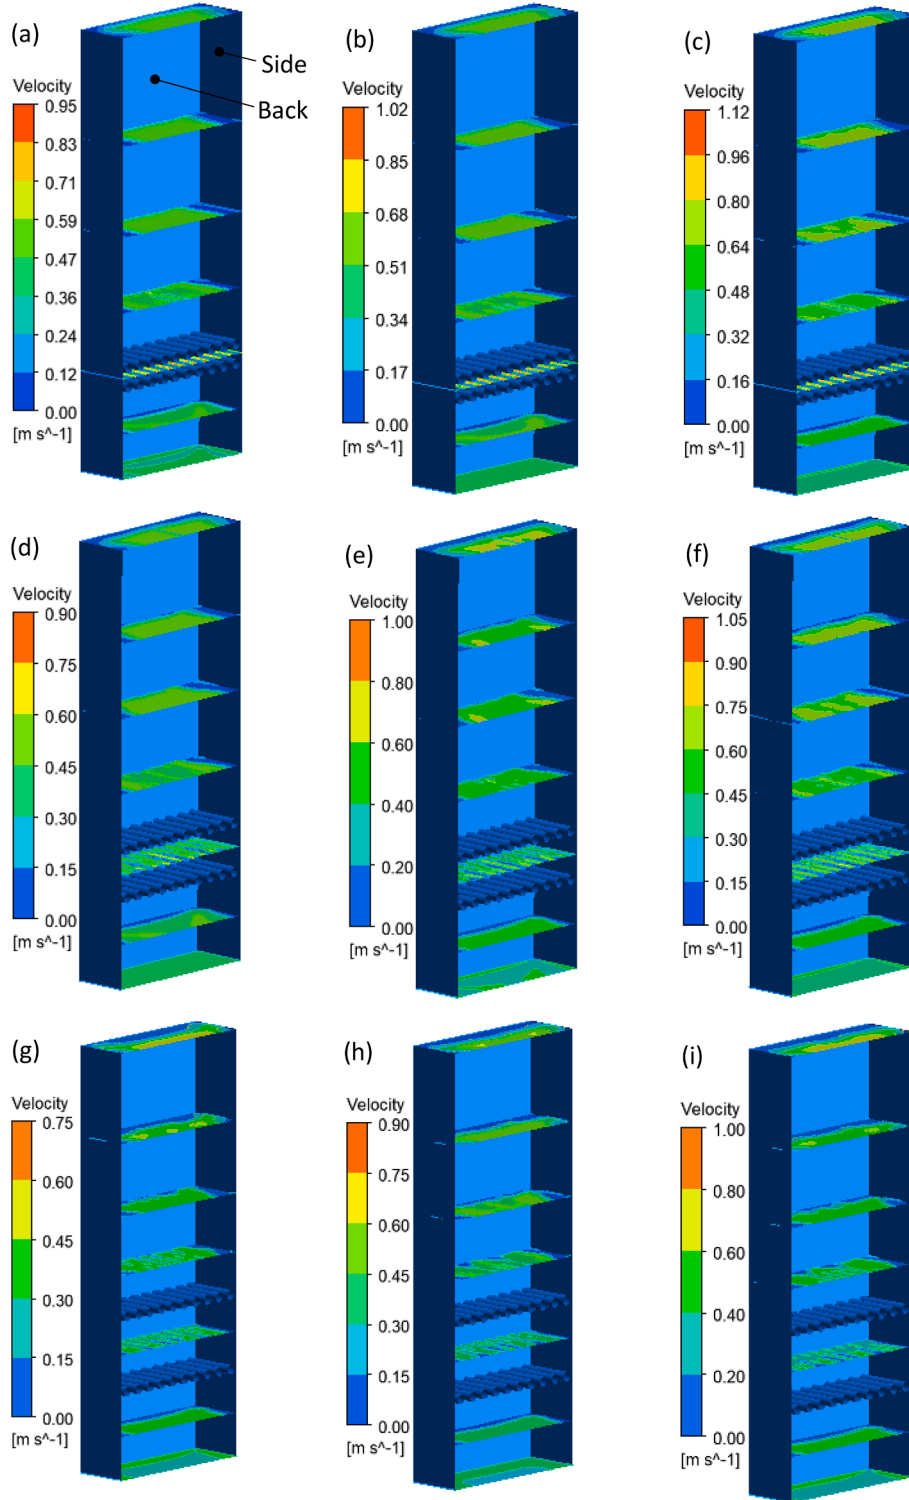 (a)
Side
Back
Velocity
0.95
0.83
0.71
0.59
0.47
0.36
0.24
0.12
0.00
[m s^-1]
(b)
Velocity
1.02
0.85
0.68
0.51
0.34
0.17
0.00
[m s^-1]
(c)
Velocity
1.12
0.96
0.80
0.64
0.48
0.32
0.16
0.00
[m s^-1]
(d)
Velocity
0.90
0.75
0.60
0.45
0.30
0.15
0.00
[m s^-1]
(e)
Velocity
1.00
0.80
0.60
0.40
0.20
0.00
[m s^-1]
(f)
Velocity
1.05
0.90
0.75
0.60
0.45
0.30
0.15
0.00
[m s^-1]
(g)
Velocity
0.75
0.60
0.45
0.30
0.15
0.00
[m s^-1]
(h)
Velocity
0.90
0.75
0.60
0.45
0.30
0.15
0.00
[m s^-1]
(i)
Velocity
1.00
0.80
0.60
0.40
0.20
0.00
[m s^-1]